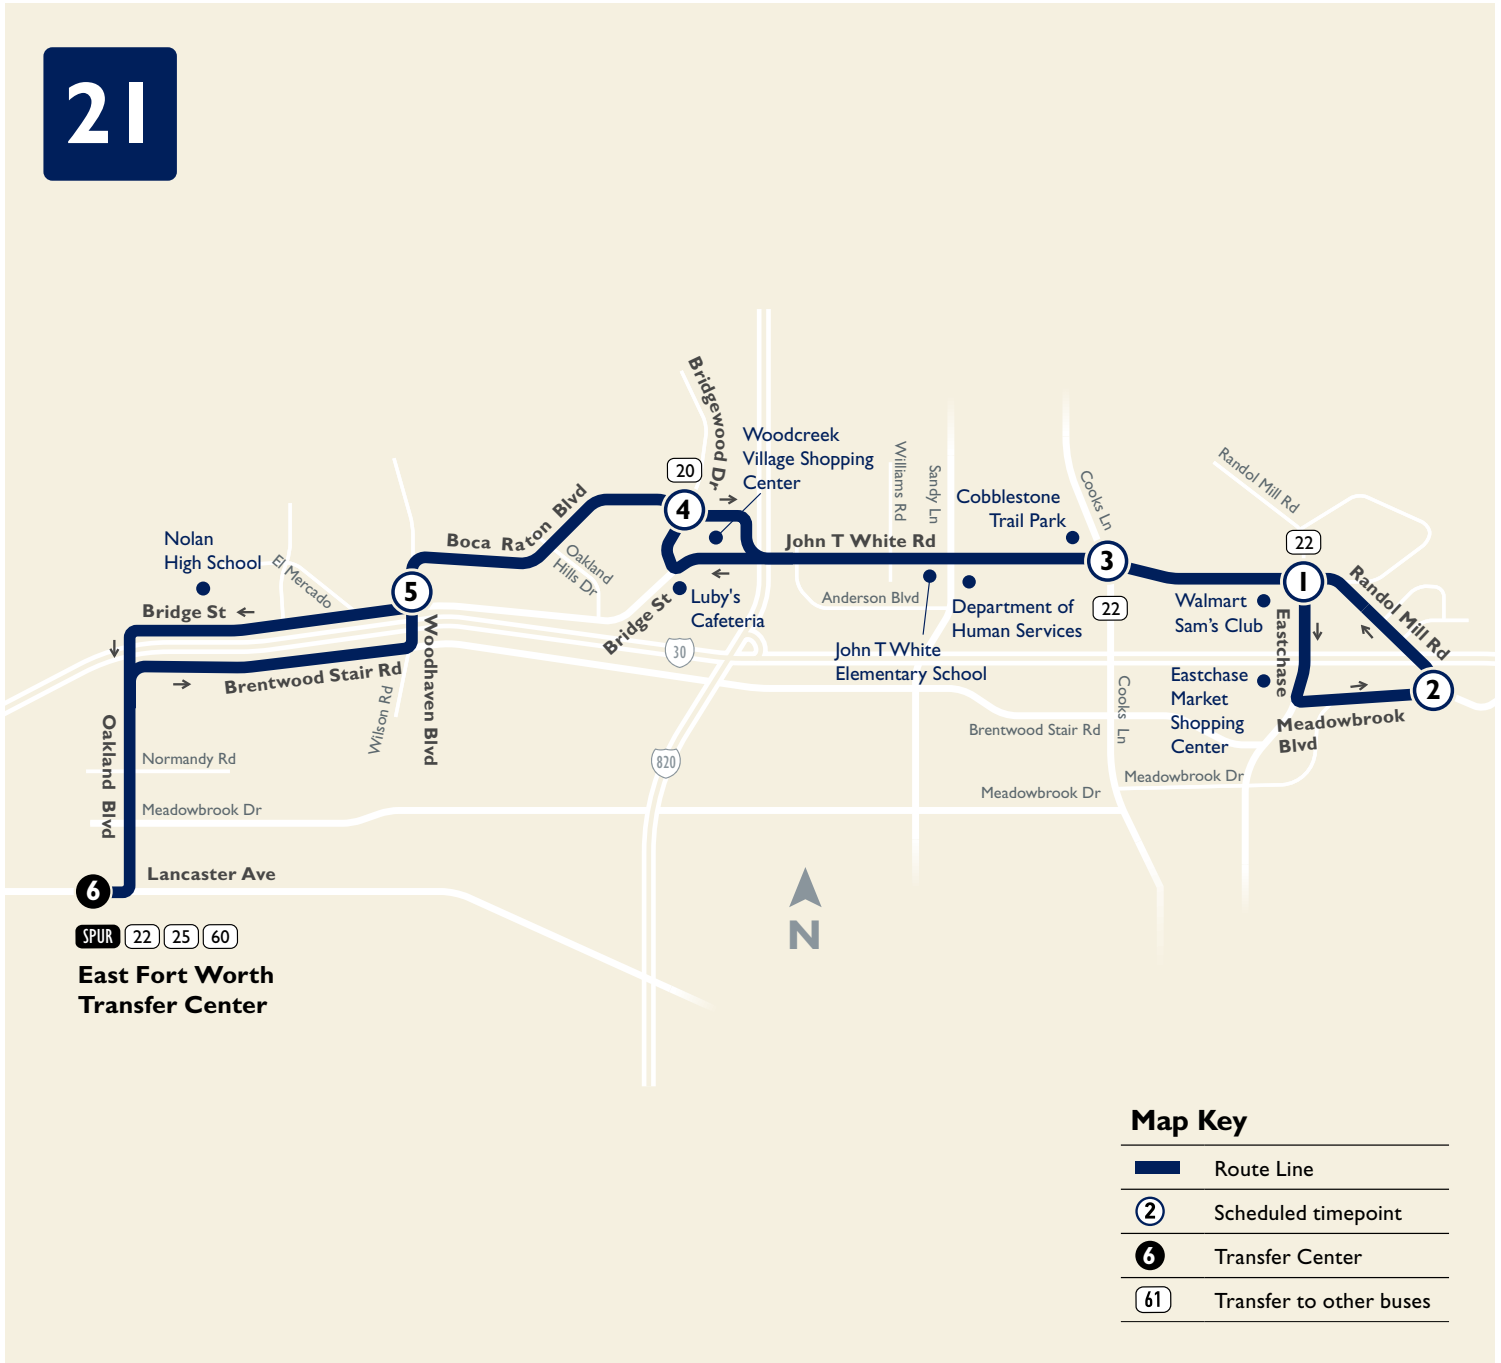 21
Bridgewood Dr.
Woodcreek
Village Shopping
Center
20
4
Williams Rd
Sandy Ln
Cooks Ln
Randol Mill Rd
Cobblestone
Trail Park
Boca Raton Blvd
Nolan
High School
El Mercado
Oakland
Hills Dr
John T White Rd
3
22
1
Randol Mill Rd
5
Bridge St
Luby's
Cafeteria
Bridge St
Anderson Blvd
Department of
Human Services
22
Walmart
Sam's Club
Eastchase
John T White
Elementary School
30
Woodhaven Blvd
Brentwood Stair Rd
Wilson Rd
Eastchase
Market
Shopping
Center
2
Meadowbrook
Blvd
Cooks Ln
Brentwood Stair Rd
Oakland Blvd
Normandy Rd
820
Meadowbrook Dr
Meadowbrook Dr
Meadowbrook Dr
Lancaster Ave
6
SPUR 22 25 60
East Fort Worth
Transfer Center
N
Map Key
Route Line
2 Scheduled timepoint
6 Transfer Center
61 Transfer to other buses